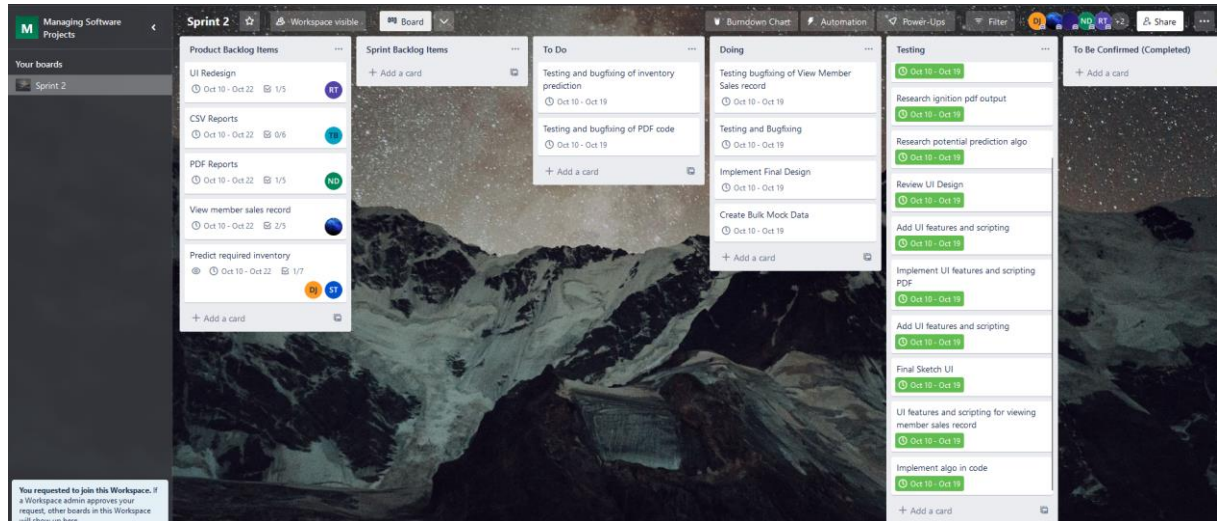 M
Managing Software
Projects
Your boards
Sprint 2
You requested to join this Workspace. If
a Workspace admin approves your
request, other boards in this Workspace
will show up here.
Sprint 2
Workspace visible
Board
Burndown Chart
Automation
Power-Ups
Filter
DJ
ND
RT
+2
Share
Product Backlog Items
UI Redesign
Oct 10 - Oct 22
1/5
RT
CSV Reports
Oct 10 - Oct 22
0/6
TB
PDF Reports
Oct 10 - Oct 22
1/5
ND
View member sales record
Oct 10 - Oct 22
2/5
Predict required inventory
Oct 10 - Oct 22
1/7
DJ
ST
+ Add a card
Sprint Backlog Items
+ Add a card
To Do
Testing and bugfixing of inventory
prediction
Oct 10 - Oct 19
Testing and bugfixing of PDF code
Oct 10 - Oct 19
+ Add a card
Doing
Testing bugfixing of View Member
Sales record
Oct 10 - Oct 19
Testing and Bugfixing
Oct 10 - Oct 19
Implement Final Design
Oct 10 - Oct 19
Create Bulk Mock Data
Oct 10 - Oct 19
+ Add a card
Testing
Oct 10 - Oct 19
Research ignition pdf output
Oct 10 - Oct 19
Research potential prediction algo
Oct 10 - Oct 19
Review UI Design
Oct 10 - Oct 19
Add UI features and scripting
Oct 10 - Oct 19
Implement UI features and scripting
PDF
Oct 10 - Oct 19
Add UI features and scripting
Oct 10 - Oct 19
Final Sketch UI
Oct 10 - Oct 19
UI features and scripting for viewing
member sales record
Oct 10 - Oct 19
Implement algo in code
Oct 10 - Oct 19
+ Add a card
To Be Confirmed (Completed)
+ Add a card